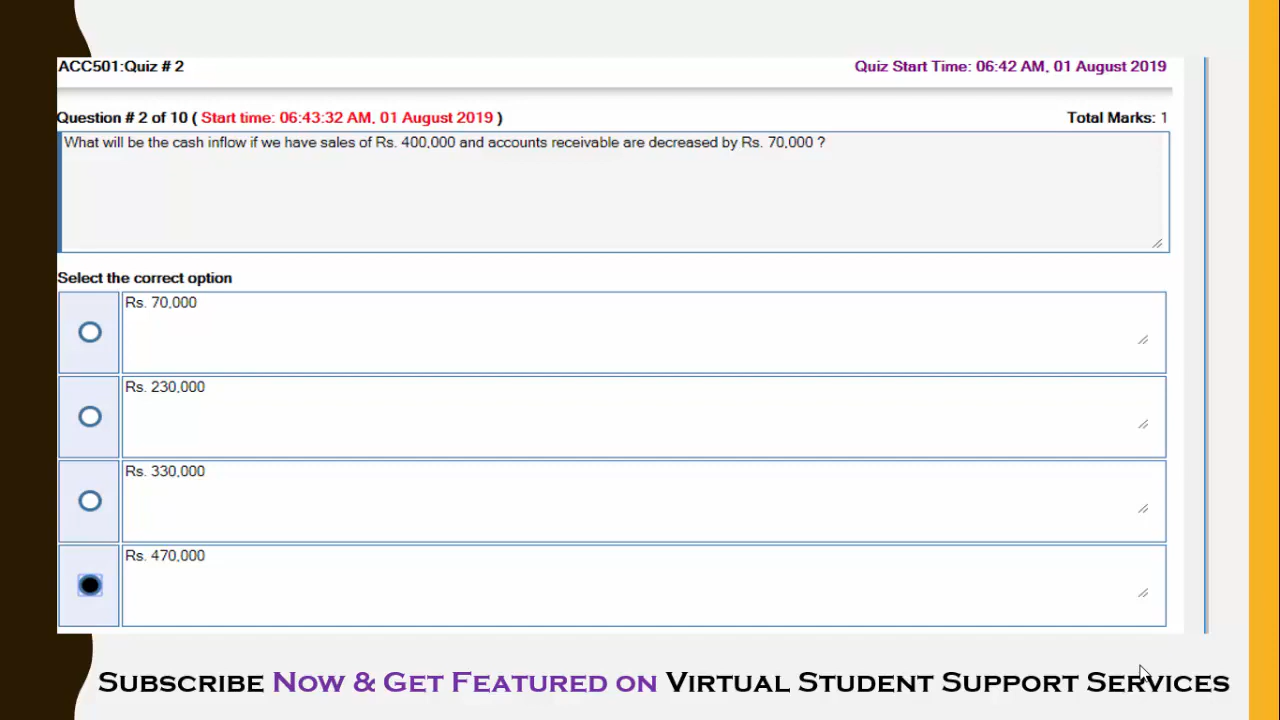 ACC501:Quiz # 2 Quiz Start Time: 06:42 AM, 01 August 2019
Question # 2 of 10 ( Start time: 06:43:32 AM, 01 August 2019 ) Total Marks: 1
What will be the cash inflow if we have sales of Rs. 400,000 and accounts receivable are decreased by Rs. 70,000 ?
Select the correct option
Rs. 70,000
Rs. 230,000
Rs. 330,000
Rs. 470,000
Subscribe Now & Get Featured on Virtual Student Support Services